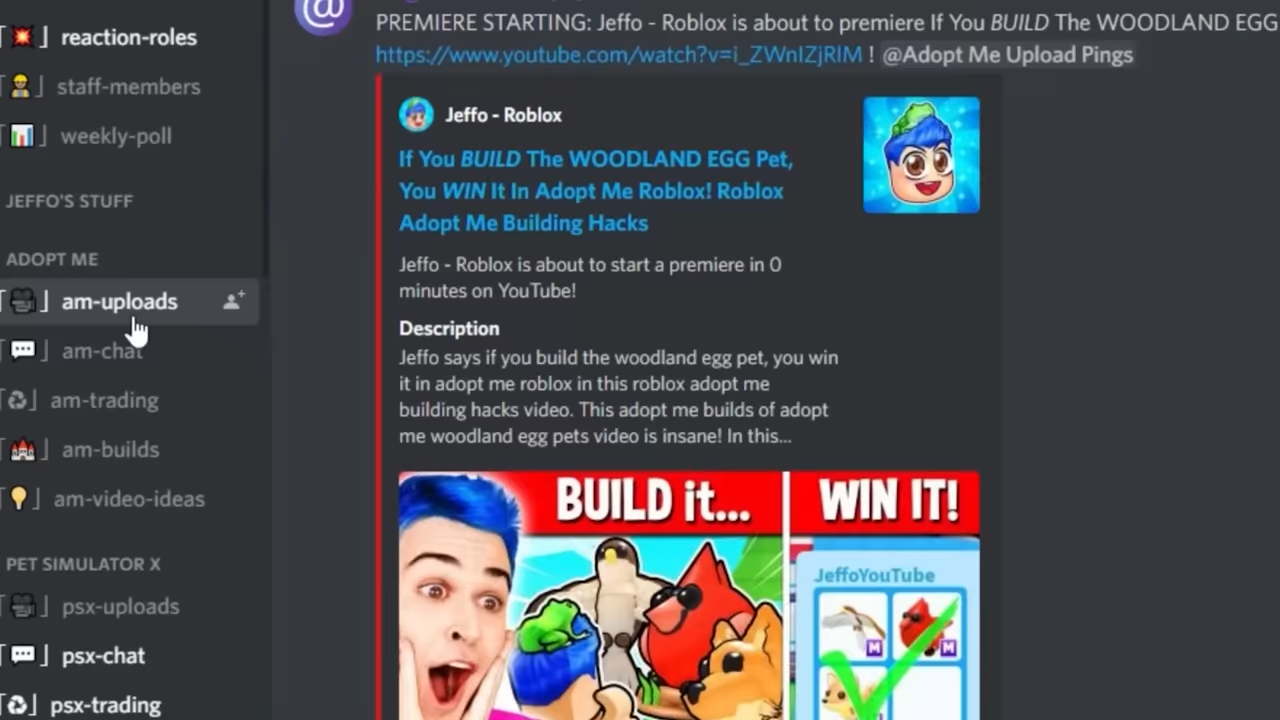 reaction-roles
staff-members
weekly-poll
JEFFO'S STUFF
ADOPT ME
am-uploads
am-chat
am-trading
am-builds
am-video-ideas
PET SIMULATOR X
psx-uploads
psx-chat
psx-trading
PREMIERE STARTING: Jeffo - Roblox is about to premiere If You BUILD The WOODLAND EGG
https://www.youtube.com/watch?v=i_ZWnIZjRlM ! @Adopt Me Upload Pings
Jeffo - Roblox
If You BUILD The WOODLAND EGG Pet,
You WIN It In Adopt Me Roblox! Roblox
Adopt Me Building Hacks
Jeffo - Roblox is about to start a premiere in 0
minutes on YouTube!
Description
Jeffo says if you build the woodland egg pet, you win
it in adopt me roblox in this roblox adopt me
building hacks video. This adopt me builds of adopt
me woodland egg pets video is insane! In this...
BUILD it...
WIN IT!
JeffoYouTube
M
M
M